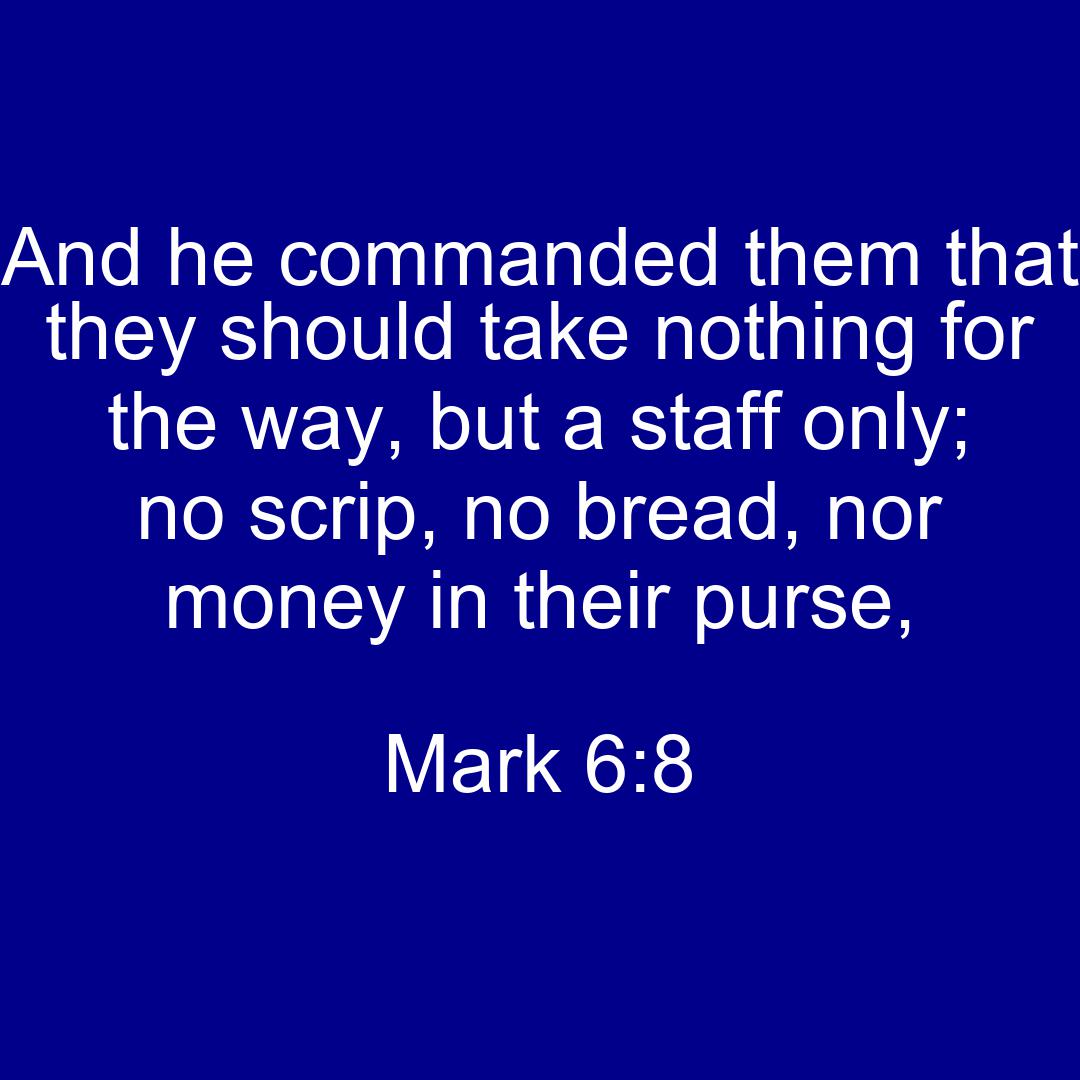 And he commanded them that
they should take nothing for
the way, but a staff only;
no scrip, no bread, nor
money in their purse,
Mark 6:8